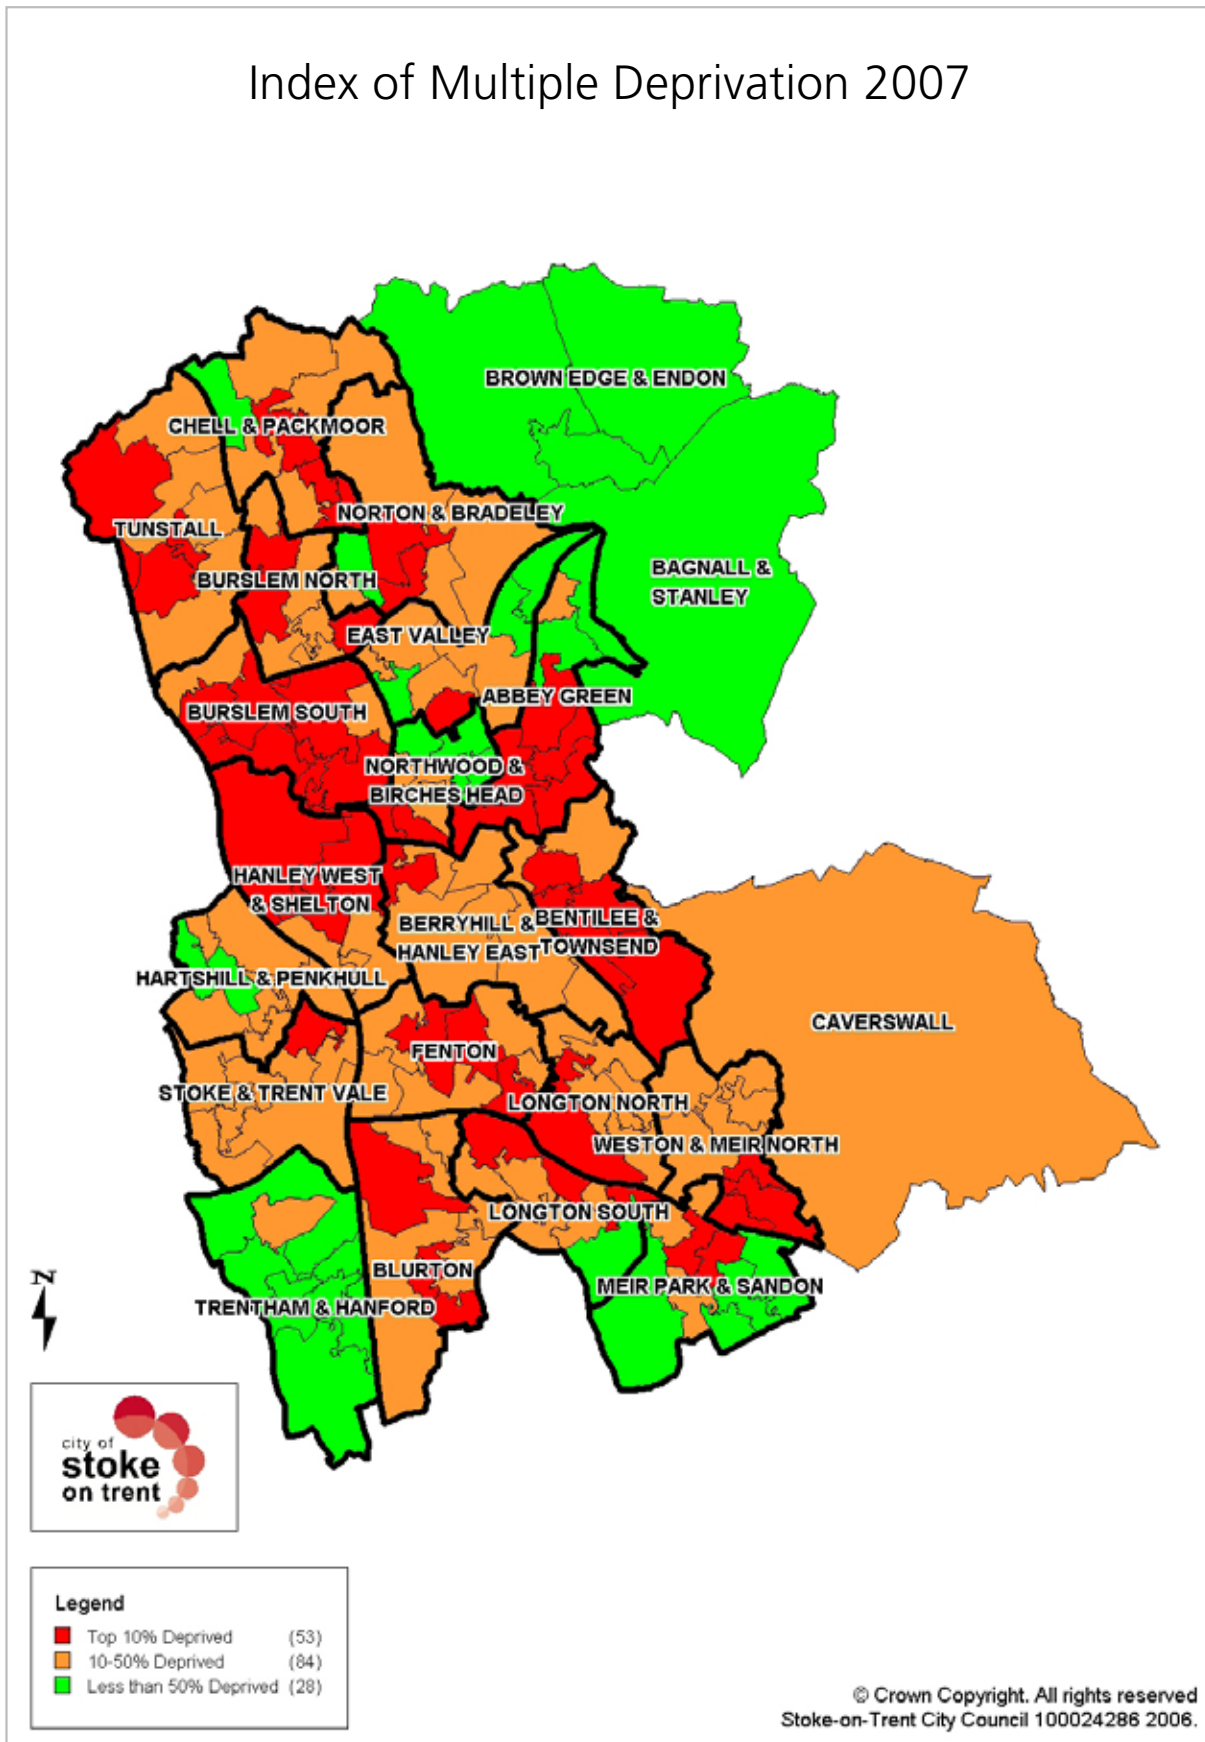 Index of Multiple Deprivation 2007
BROWN EDGE & ENDON
CHELL & PACKMOOR
NORTON & BRADELEY
TUNSTALL
BAGNALL &
STANLEY
BURSLEM NORTH
EAST VALLEY
ABBEY GREEN
BURSLEM SOUTH
NORTHWOOD &
BIRCHES HEAD
HANLEY WEST
& SHELTON
BERRYHILL &
HANLEY EAST
BENTILEE &
TOWNSEND
HARTSHILL & PENKHULL
CAVERSWALL
FENTON
STOKE & TRENT VALE
LONGTON NORTH
WESTON & MEIR NORTH
LONGTON SOUTH
BLURTON
MEIR PARK & SANDON
TRENTHAM & HANFORD
N
city of
stoke
on trent
Legend
Top 10% Deprived (53)
10-50% Deprived (84)
Less than 50% Deprived (28)
© Crown Copyright. All rights reserved
Stoke-on-Trent City Council 100024286 2006.